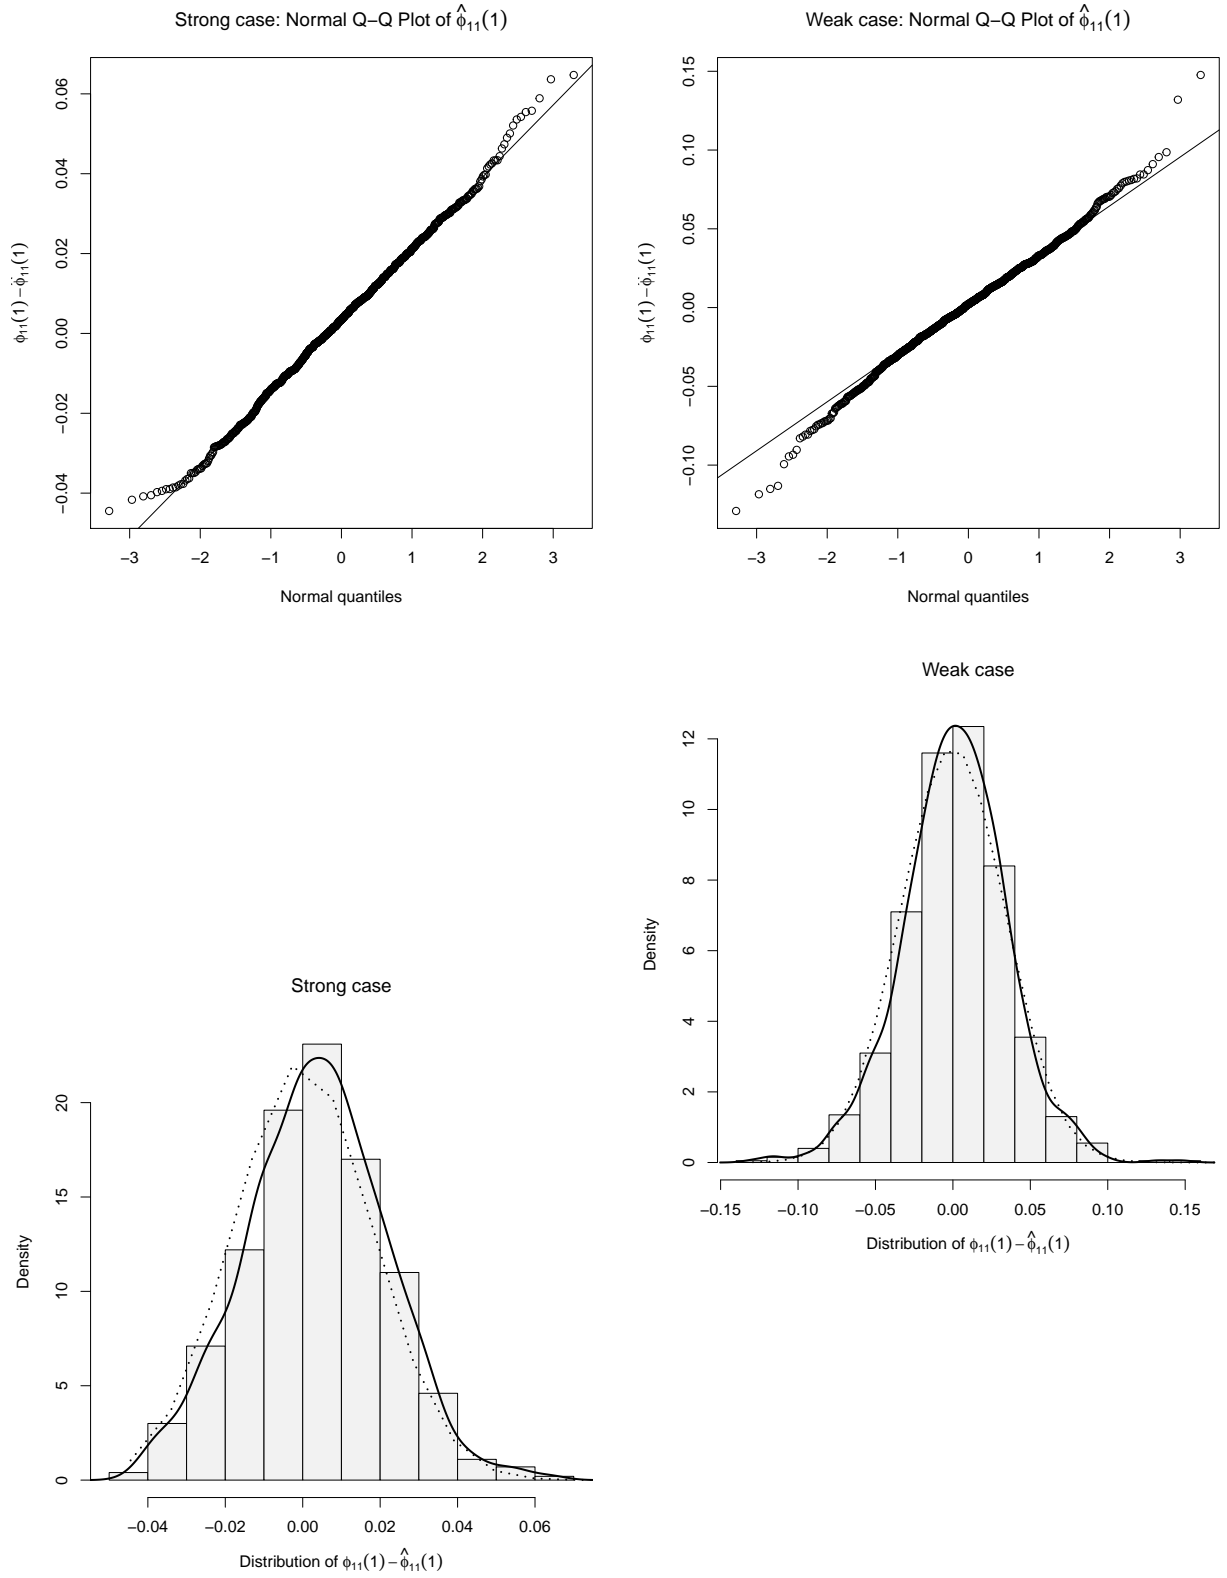 Strong case: Normal Q−Q Plot of ϕ̂₁₁(1)
ϕ₁₁(1) − ϕ̈₁₁(1)
0.06
0.04
0.02
0.00
−0.02
−0.04
−3 −2 −1 0 1 2 3
Normal quantiles
Weak case: Normal Q−Q Plot of ϕ̂₁₁(1)
ϕ₁₁(1) − ϕ̈₁₁(1)
0.15
0.10
0.05
0.00
−0.05
−0.10
−3 −2 −1 0 1 2 3
Normal quantiles
Strong case
Density
20
15
10
5
0
−0.04 −0.02 0.00 0.02 0.04 0.06
Distribution of ϕ₁₁(1) − ϕ̂₁₁(1)
Weak case
Density
12
10
8
6
4
2
0
−0.15 −0.10 −0.05 0.00 0.05 0.10 0.15
Distribution of ϕ₁₁(1) − ϕ̂₁₁(1)